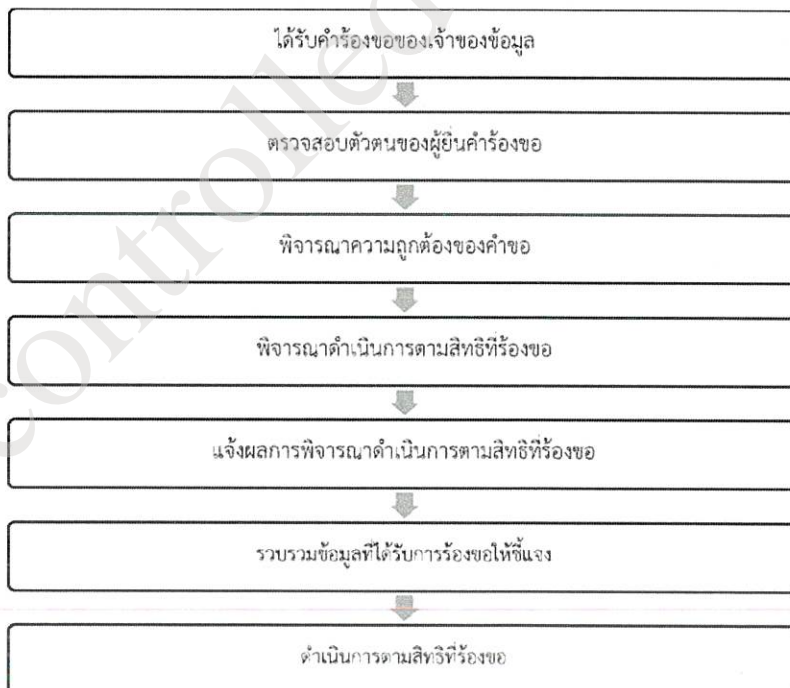 ได้รับคำร้องขอของเจ้าของข้อมูล
ตรวจสอบตัวตนของผู้ยื่นคำร้องขอ
พิจารณาความถูกต้องของคำขอ
พิจารณาดำเนินการตามสิทธิที่ร้องขอ
แจ้งผลการพิจารณาดำเนินการตามสิทธิที่ร้องขอ
รวบรวมข้อมูลที่ได้รับการร้องขอให้ชี้แจง
ดำเนินการตามสิทธิที่ร้องขอ
controlled